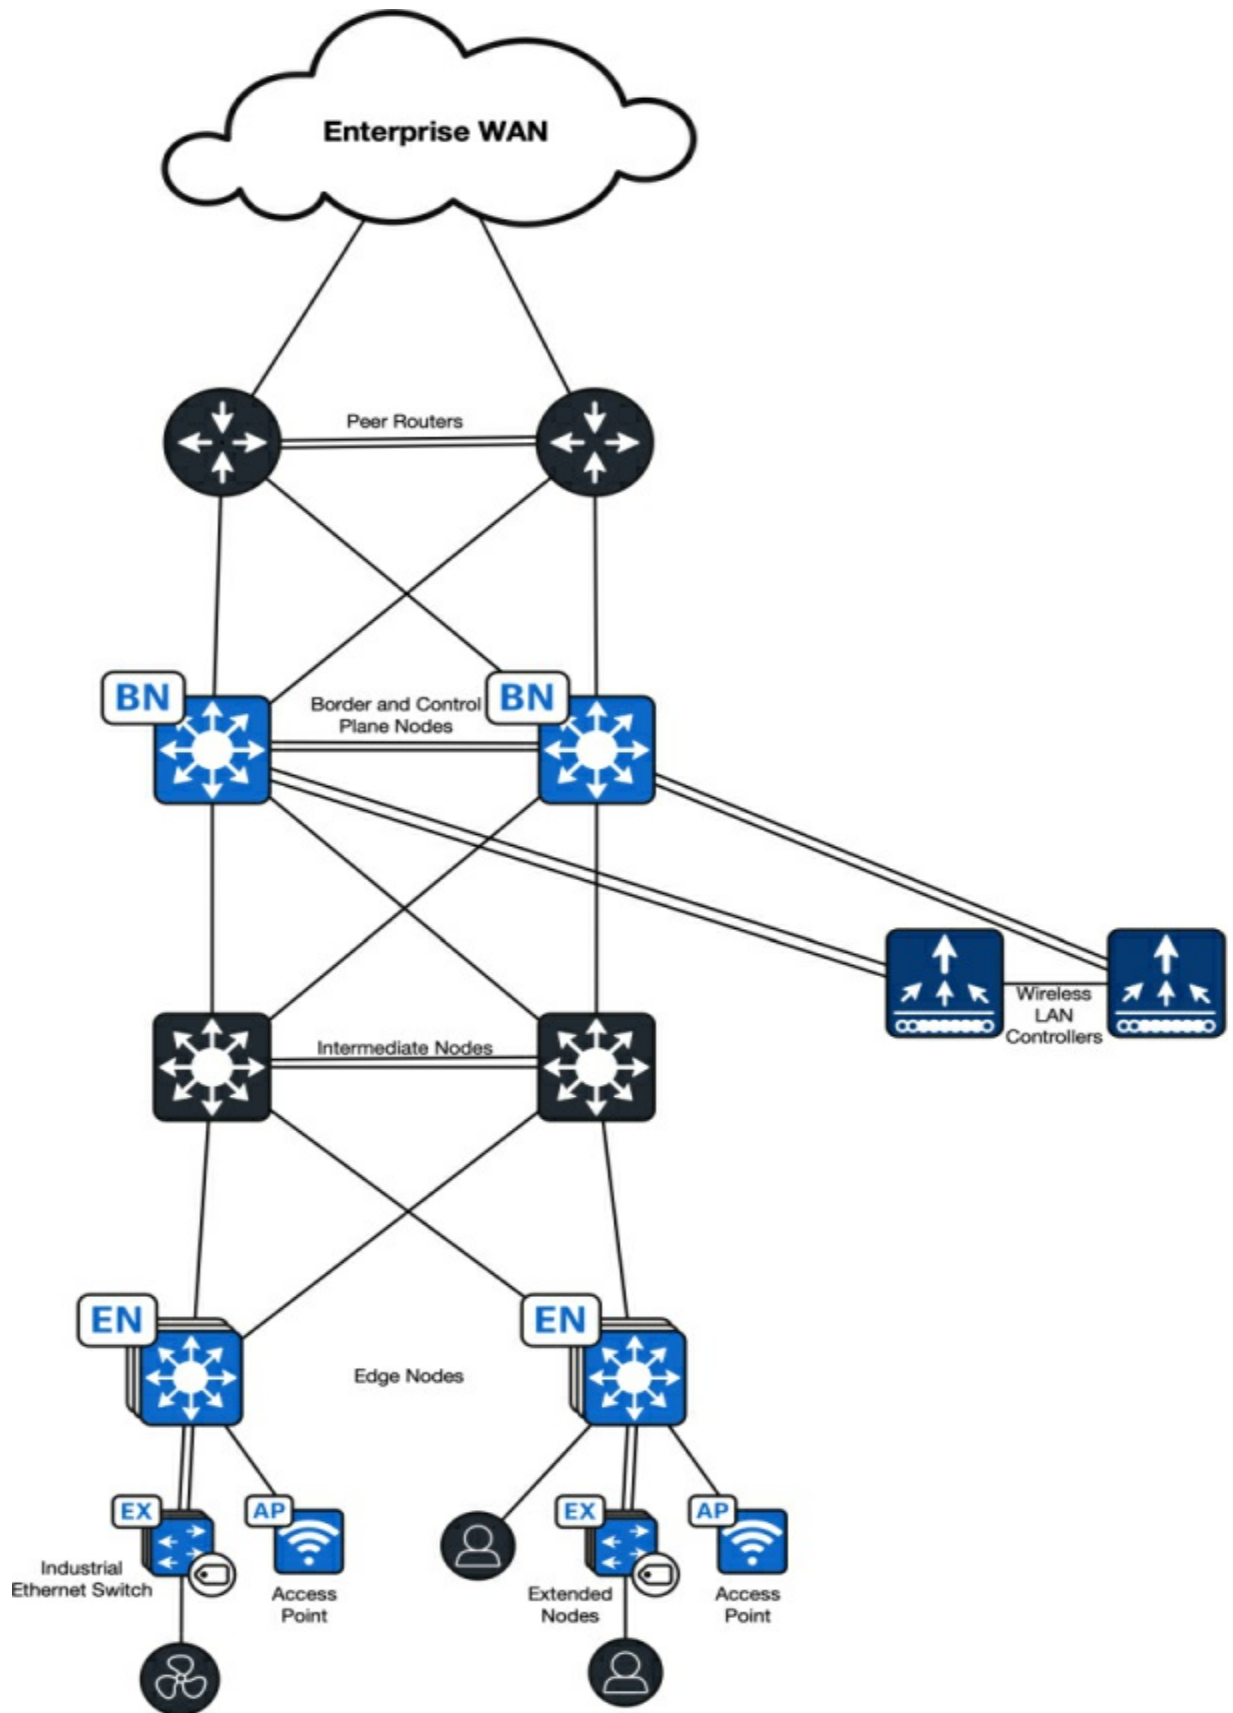 Enterprise WAN
Peer Routers
BN
BN
Border and Control
Plane Nodes
Wireless
LAN
Controllers
Intermediate Nodes
EN
EN
Edge Nodes
EX
AP
EX
AP
Industrial
Ethernet Switch
Access
Point
Extended
Nodes
Access
Point